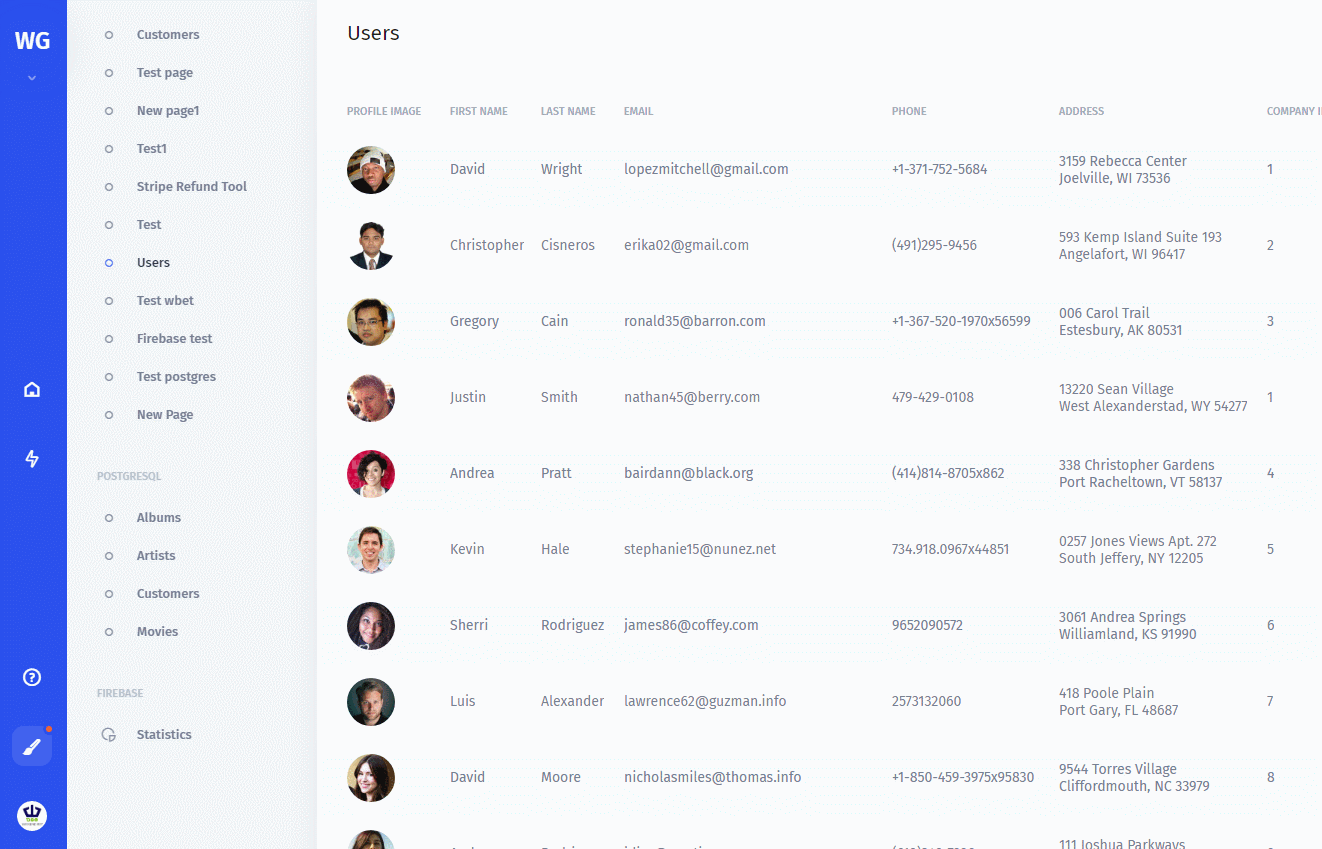 WG
Customers
Test page
New page1
Test1
Stripe Refund Tool
Test
Users
Test wbet
Firebase test
Test postgres
New Page
POSTGRESQL
Albums
Artists
Customers
Movies
FIREBASE
Statistics
Users
PROFILE IMAGE FIRST NAME LAST NAME EMAIL PHONE ADDRESS COMPANY
David Wright lopezmitchell@gmail.com +1-371-752-5684 3159 Rebecca Center
Joelville, WI 73536 1
Christopher Cisneros erika02@gmail.com (491)295-9456 593 Kemp Island Suite 193
Angelafort, WI 96417 2
Gregory Cain ronald35@barron.com +1-367-520-1970x56599 006 Carol Trail
Estesbury, AK 80531 3
Justin Smith nathan45@berry.com 479-429-0108 13220 Sean Village
West Alexanderstad, WY 54277 1
Andrea Pratt bairdann@black.org (414)814-8705x862 338 Christopher Gardens
Port Racheltown, VT 58137 4
Kevin Hale stephanie15@nunez.net 734.918.0967x44851 0257 Jones Views Apt. 272
South Jeffery, NY 12205 5
Sherri Rodriguez james86@coffey.com 9652090572 3061 Andrea Springs
Williamland, KS 91990 6
Luis Alexander lawrence62@guzman.info 2573132060 418 Poole Plain
Port Gary, FL 48687 7
David Moore nicholasmiles@thomas.info +1-850-459-3975x95830 9544 Torres Village
Cliffordmouth, NC 33979 8
111 Joshua Parkways